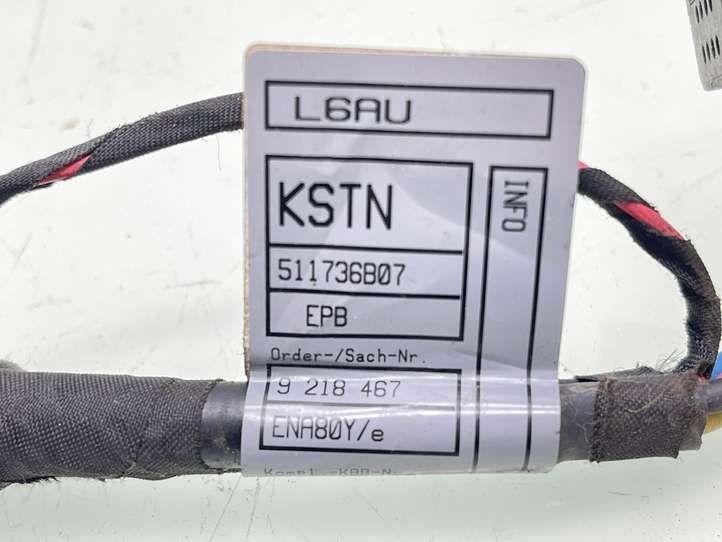 L6AU
KSTN
INFO
511736B07
EPB
Order-/Sach-Nr.
9 218 467
ENA80Y/e